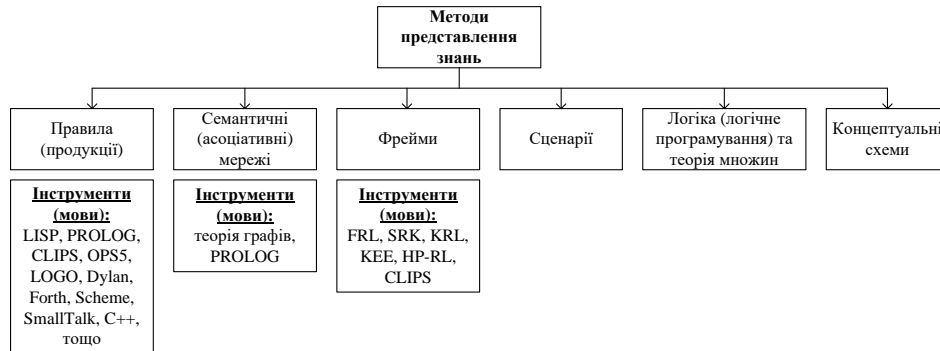 Методи
представлення
знань
Правила
(продукції)
Семантичні
(асоціативні)
мережі
Фрейми
Сценарії
Логіка (логічне
програмування) та
теорія множин
Концептуальні
схеми
Інструменти
(мови):
LISP, PROLOG,
CLIPS, OPS5,
LOGO, Dylan,
Forth, Scheme,
SmallTalk, C++,
тощо
Інструменти
(мови):
теорія графів,
PROLOG
Інструменти
(мови):
FRL, SRK, KRL,
KEE, HP-RL,
CLIPS